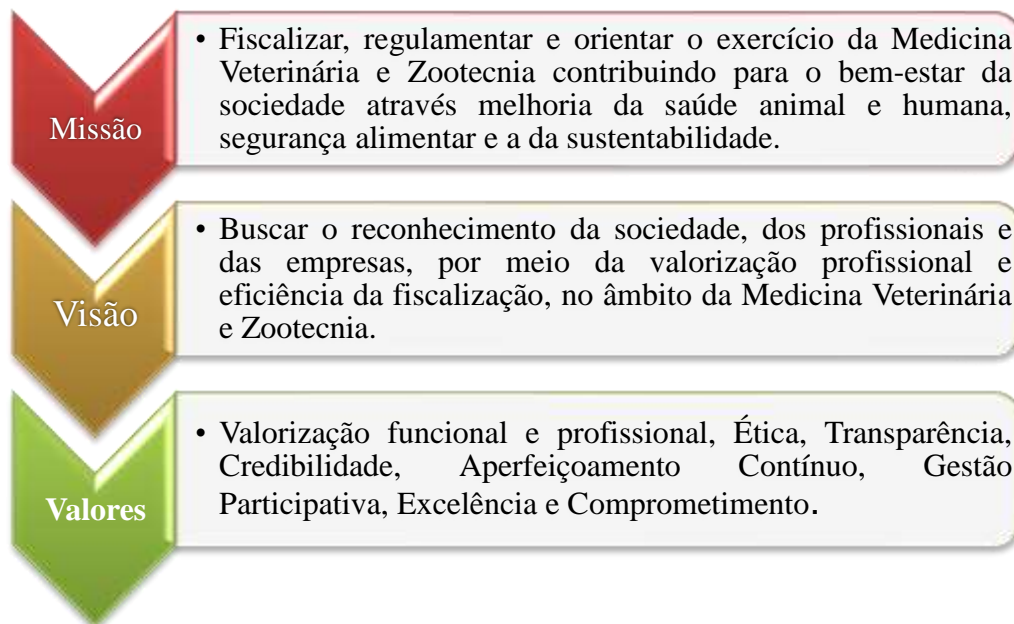 Missão
• Fiscalizar, regulamentar e orientar o exercício da Medicina
Veterinária e Zootecnia contribuindo para o bem-estar da
sociedade através melhoria da saúde animal e humana,
segurança alimentar e a da sustentabilidade.
Visão
• Buscar o reconhecimento da sociedade, dos profissionais e
das empresas, por meio da valorização profissional e
eficiência da fiscalização, no âmbito da Medicina Veterinária
e Zootecnia.
Valores
• Valorização funcional e profissional, Ética, Transparência,
Credibilidade, Aperfeiçoamento Contínuo, Gestão
Participativa, Excelência e Comprometimento.